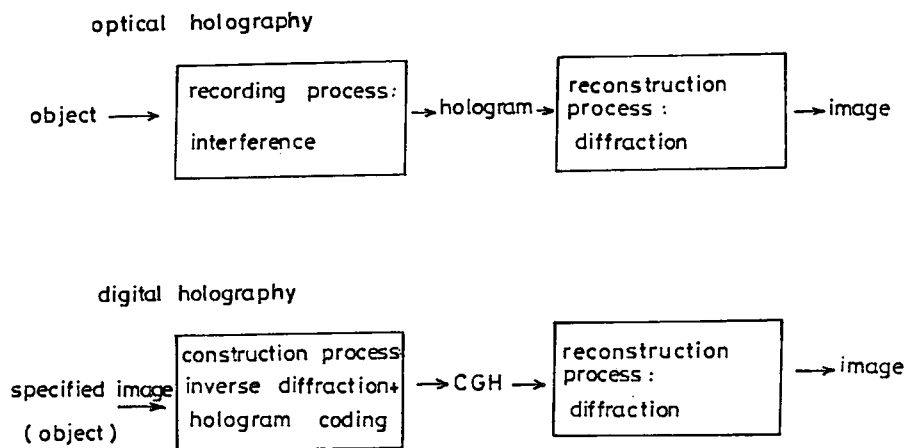 optical holography
object
recording process:
interference
hologram
reconstruction
process:
diffraction
image
digital holography
specified image
(object)
construction process
inverse diffraction+
hologram coding
CGH
reconstruction
process:
diffraction
image